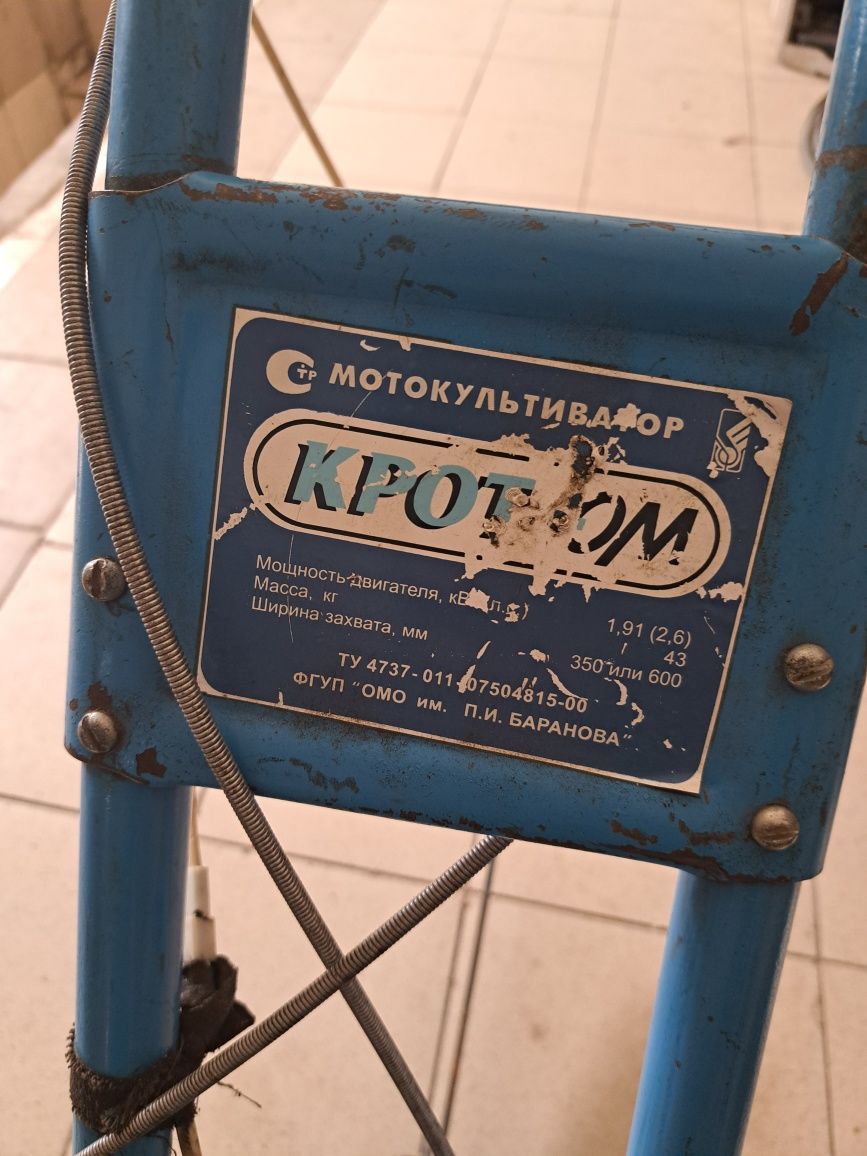 СТР МОТОКУЛЬТИВАТОР
КРОТ-ОМ
Мощность двигателя, кВт(л.с) 1,91 (2,6)
Масса, кг 43
Ширина захвата, мм 350 или 600
ТУ 4737-011-07504815-00
ФГУП "ОМО им. П.И. БАРАНОВА"